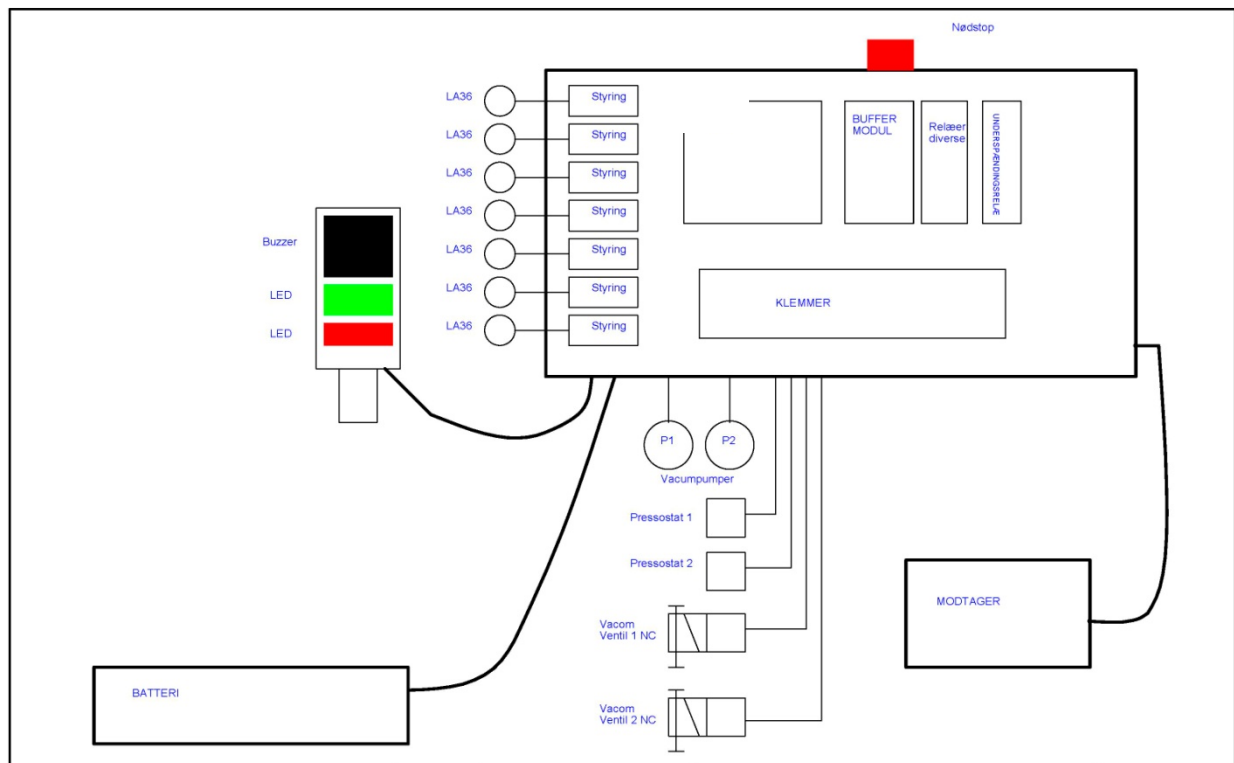 Nødstop
LA36
Styring
LA36
Styring
LA36
Styring
LA36
Styring
LA36
Styring
LA36
Styring
LA36
Styring
BUFFER
MODUL
Relæer
diverse
UNDERSPÆNDINGSRELÆ
Buzzer
LED
LED
KLEMMER
P1
P2
Vacumpumper
Pressostat 1
Pressostat 2
Vacom
Ventil 1 NC
Vacom
Ventil 2 NC
MODTAGER
BATTERI